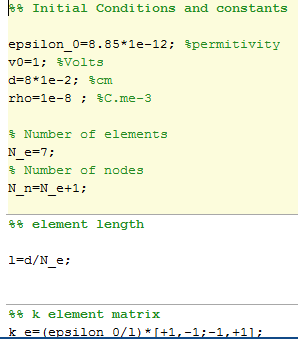 %% Initial Conditions and constants
epsilon_0=8.85*1e-12; %permitivity
v0=1; %Volts
d=8*1e-2; %cm
rho=1e-8 ; %C.me-3
% Number of elements
N_e=7;
% Number of nodes
N_n=N_e+1;
%% element length
l=d/N_e;
%% k element matrix
k_e=(epsilon_0/l)*[+1,-1;-1,+1];